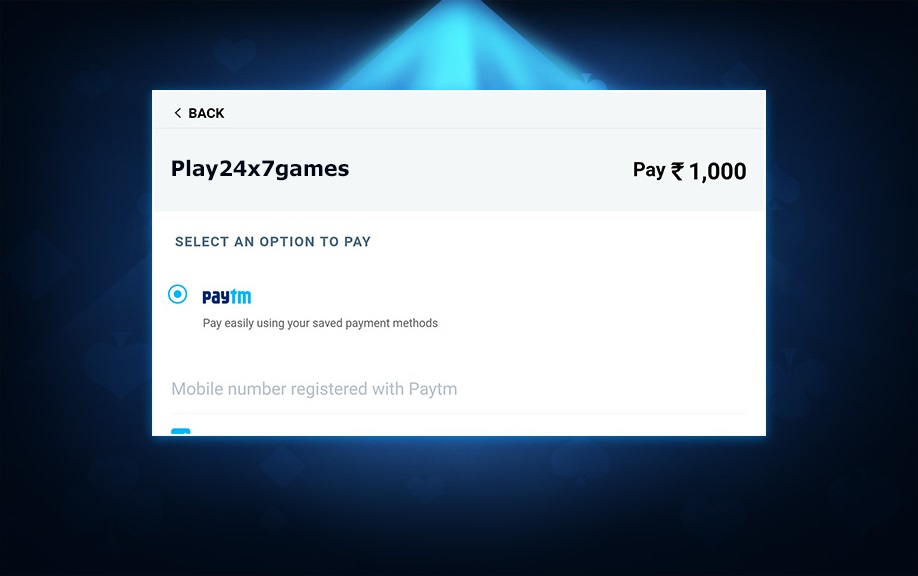 BACK
Play24x7games
Pay ₹ 1,000
SELECT AN OPTION TO PAY
paytm
Pay easily using your saved payment methods
Mobile number registered with Paytm